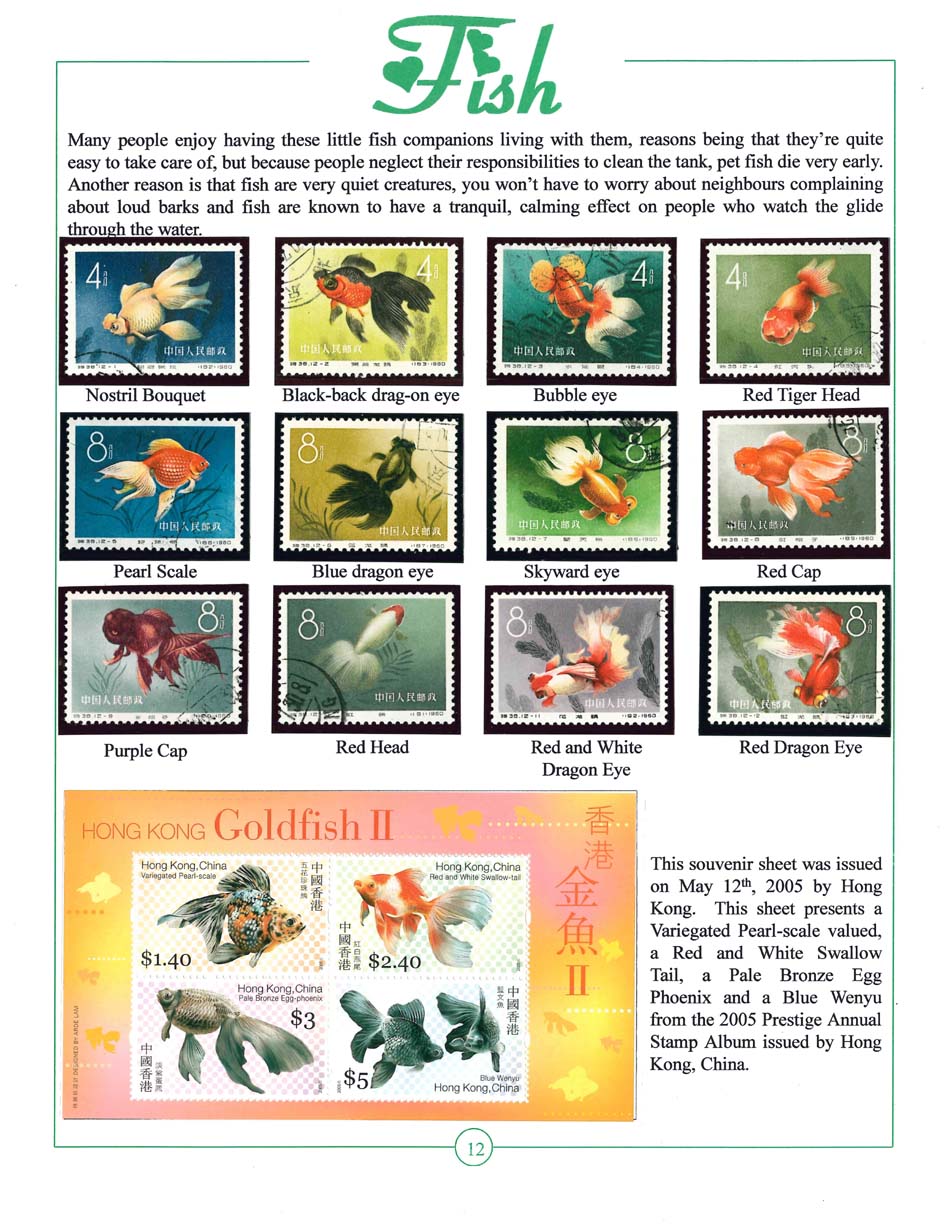 Fish
Many people enjoy having these little fish companions living with them, reasons being that they're quite
easy to take care of, but because people neglect their responsibilities to clean the tank, pet fish die very early.
Another reason is that fish are very quiet creatures, you won't have to worry about neighbours complaining
about loud barks and fish are known to have a tranquil, calming effect on people who watch the glide
through the water.
4
中国人民邮政
4
中国人民邮政
4
中国人民邮政
4
中国人民邮政
Nostril Bouquet
Black-back drag-on eye
Bubble eye
Red Tiger Head
8
中国人民邮政
8
中国人民邮政
8
中国人民邮政
8
中国人民邮政
Pearl Scale
Blue dragon eye
Skyward eye
Red Cap
8
中国人民邮政
8
中国人民邮政
8
中国人民邮政
8
中国人民邮政
Purple Cap
Red Head
Red and White
Dragon Eye
Red Dragon Eye
HONG KONG Goldfish II
香港金魚 II
Hong Kong, China
Variegated Pearl-scale
中國香港
五花珍珠鱗
$1.40
Hong Kong, China
Red and White Swallow-tail
中國香港
紅白燕尾
$2.40
Hong Kong, China
Pale Bronze Egg-phoenix
$3
中國香港
中國香港
藍文魚
$5
Blue Wenyu
Hong Kong, China
This souvenir sheet was issued
on May 12th, 2005 by Hong
Kong. This sheet presents a
Variegated Pearl-scale valued,
a Red and White Swallow
Tail, a Pale Bronze Egg
Phoenix and a Blue Wenyu
from the 2005 Prestige Annual
Stamp Album issued by Hong
Kong, China.
12